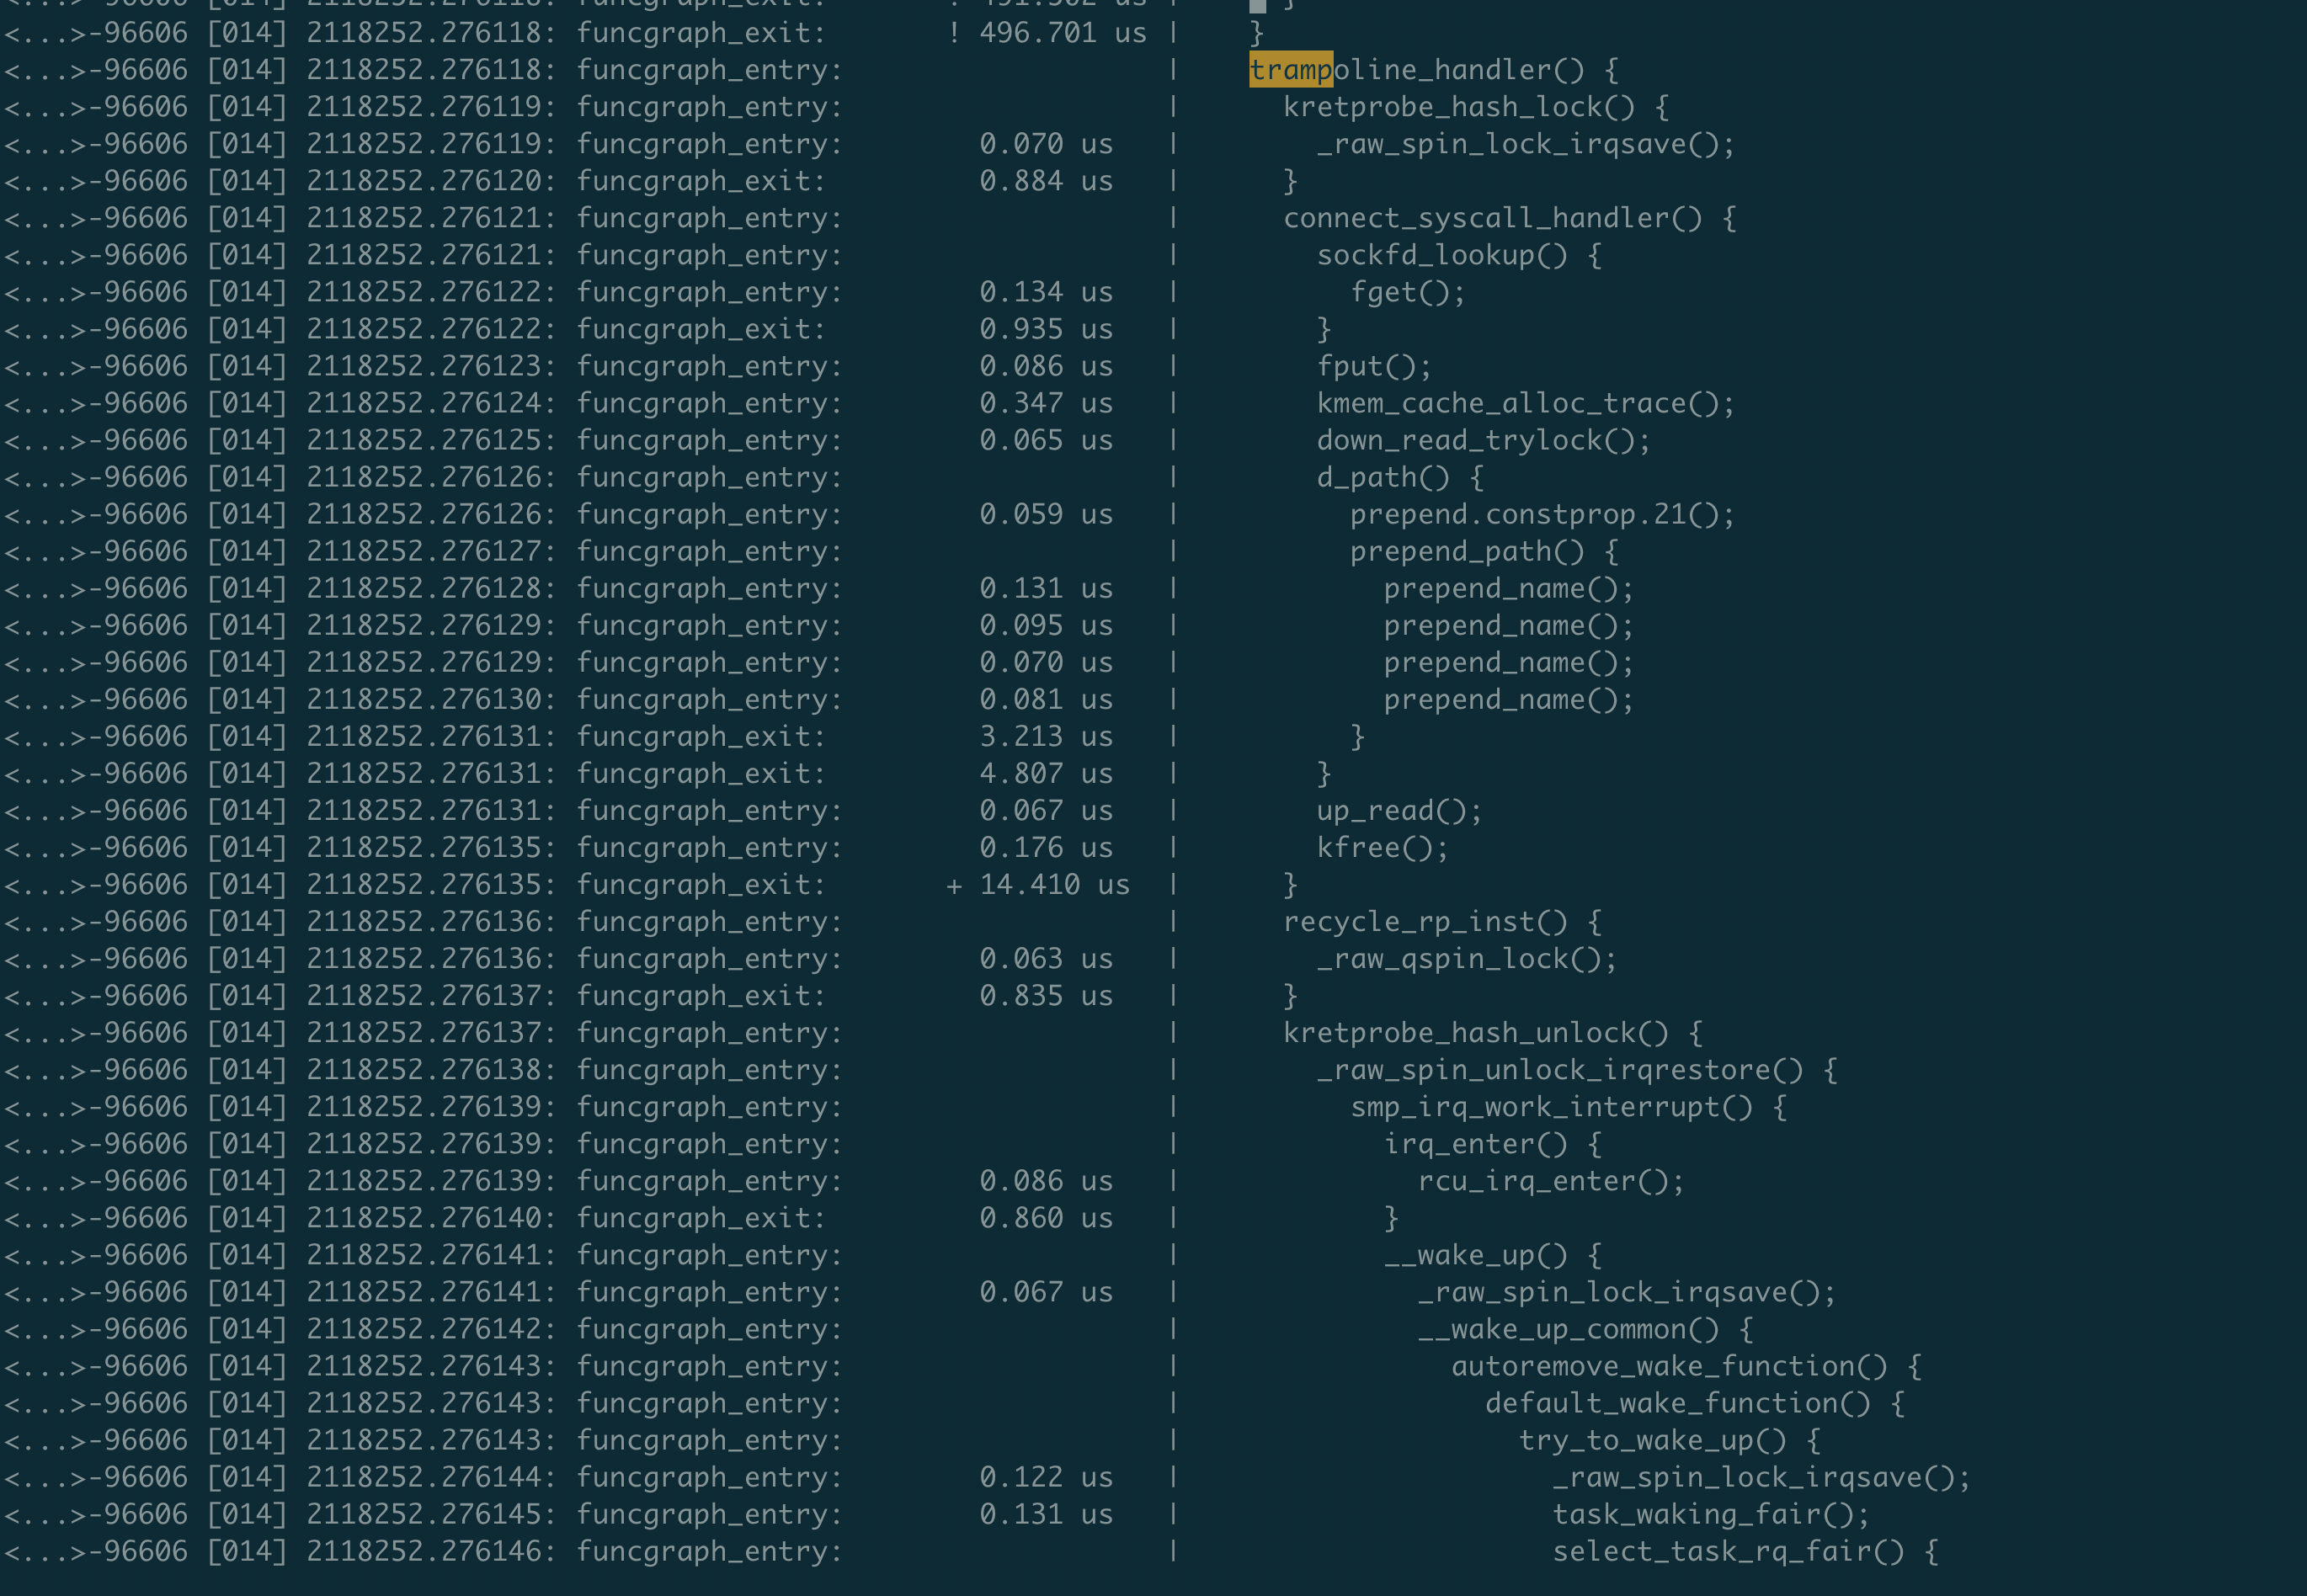 <...>-96606 [014] 2118252.276118: funcgraph_exit:       ! 491.502 us |      }
<...>-96606 [014] 2118252.276118: funcgraph_exit:       ! 496.701 us |    }
<...>-96606 [014] 2118252.276118: funcgraph_entry:                   |    trampoline_handler() {
<...>-96606 [014] 2118252.276119: funcgraph_entry:                   |      kretprobe_hash_lock() {
<...>-96606 [014] 2118252.276119: funcgraph_entry:        0.070 us   |        _raw_spin_lock_irqsave();
<...>-96606 [014] 2118252.276120: funcgraph_exit:         0.884 us   |      }
<...>-96606 [014] 2118252.276121: funcgraph_entry:                   |      connect_syscall_handler() {
<...>-96606 [014] 2118252.276121: funcgraph_entry:                   |        sockfd_lookup() {
<...>-96606 [014] 2118252.276122: funcgraph_entry:        0.134 us   |          fget();
<...>-96606 [014] 2118252.276122: funcgraph_exit:         0.935 us   |        }
<...>-96606 [014] 2118252.276123: funcgraph_entry:        0.086 us   |        fput();
<...>-96606 [014] 2118252.276124: funcgraph_entry:        0.347 us   |        kmem_cache_alloc_trace();
<...>-96606 [014] 2118252.276125: funcgraph_entry:        0.065 us   |        down_read_trylock();
<...>-96606 [014] 2118252.276126: funcgraph_entry:                   |        d_path() {
<...>-96606 [014] 2118252.276126: funcgraph_entry:        0.059 us   |          prepend.constprop.21();
<...>-96606 [014] 2118252.276127: funcgraph_entry:                   |          prepend_path() {
<...>-96606 [014] 2118252.276128: funcgraph_entry:        0.131 us   |            prepend_name();
<...>-96606 [014] 2118252.276129: funcgraph_entry:        0.095 us   |            prepend_name();
<...>-96606 [014] 2118252.276129: funcgraph_entry:        0.070 us   |            prepend_name();
<...>-96606 [014] 2118252.276130: funcgraph_entry:        0.081 us   |            prepend_name();
<...>-96606 [014] 2118252.276131: funcgraph_exit:         3.213 us   |          }
<...>-96606 [014] 2118252.276131: funcgraph_exit:         4.807 us   |        }
<...>-96606 [014] 2118252.276131: funcgraph_entry:        0.067 us   |        up_read();
<...>-96606 [014] 2118252.276135: funcgraph_entry:        0.176 us   |        kfree();
<...>-96606 [014] 2118252.276135: funcgraph_exit:       + 14.410 us  |      }
<...>-96606 [014] 2118252.276136: funcgraph_entry:                   |      recycle_rp_inst() {
<...>-96606 [014] 2118252.276136: funcgraph_entry:        0.063 us   |        _raw_qspin_lock();
<...>-96606 [014] 2118252.276137: funcgraph_exit:         0.835 us   |      }
<...>-96606 [014] 2118252.276137: funcgraph_entry:                   |      kretprobe_hash_unlock() {
<...>-96606 [014] 2118252.276138: funcgraph_entry:                   |        _raw_spin_unlock_irqrestore() {
<...>-96606 [014] 2118252.276139: funcgraph_entry:                   |          smp_irq_work_interrupt() {
<...>-96606 [014] 2118252.276139: funcgraph_entry:                   |            irq_enter() {
<...>-96606 [014] 2118252.276139: funcgraph_entry:        0.086 us   |              rcu_irq_enter();
<...>-96606 [014] 2118252.276140: funcgraph_exit:         0.860 us   |            }
<...>-96606 [014] 2118252.276141: funcgraph_entry:                   |            __wake_up() {
<...>-96606 [014] 2118252.276141: funcgraph_entry:        0.067 us   |              _raw_spin_lock_irqsave();
<...>-96606 [014] 2118252.276142: funcgraph_entry:                   |              __wake_up_common() {
<...>-96606 [014] 2118252.276143: funcgraph_entry:                   |                autoremove_wake_function() {
<...>-96606 [014] 2118252.276143: funcgraph_entry:                   |                  default_wake_function() {
<...>-96606 [014] 2118252.276143: funcgraph_entry:                   |                    try_to_wake_up() {
<...>-96606 [014] 2118252.276144: funcgraph_entry:        0.122 us   |                      _raw_spin_lock_irqsave();
<...>-96606 [014] 2118252.276145: funcgraph_entry:        0.131 us   |                      task_waking_fair();
<...>-96606 [014] 2118252.276146: funcgraph_entry:                   |                      select_task_rq_fair() {